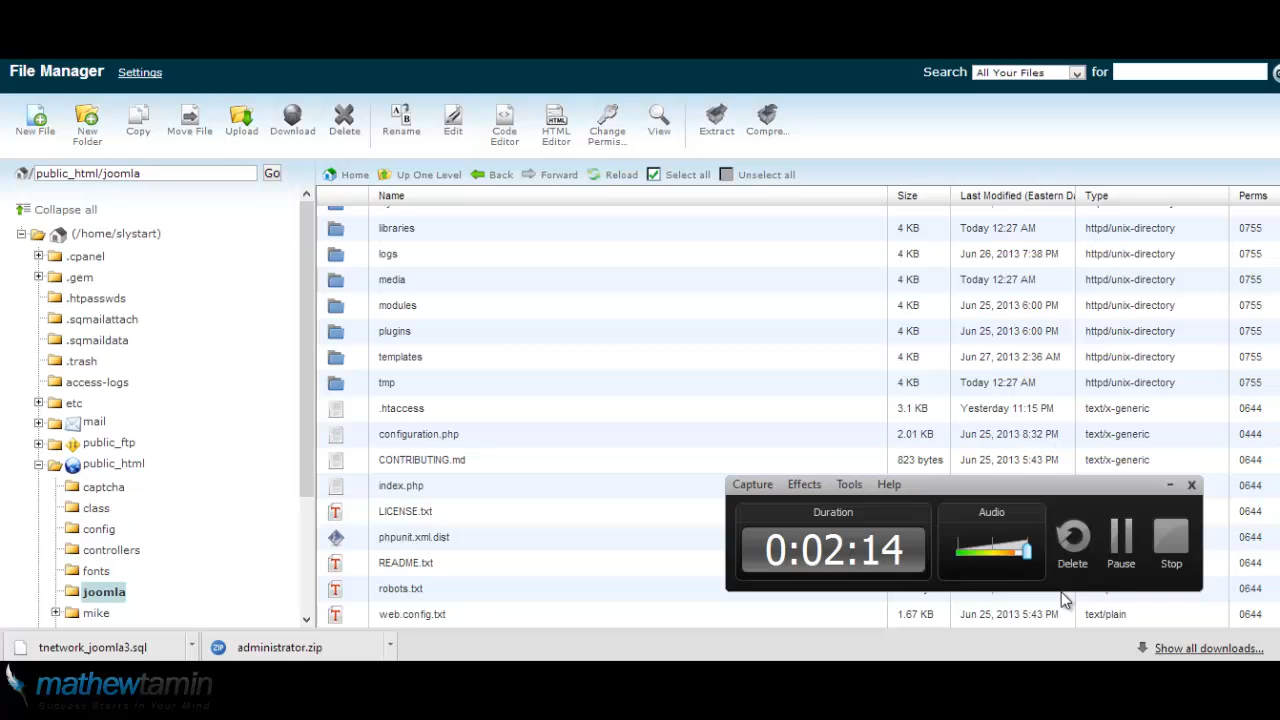 File Manager Settings Search All Your Files for
New File New Folder Copy Move File Upload Download Delete Rename Edit Code Editor HTML Editor Change Permis... View Extract Compre...
/ public_html/joomla Go Home Up One Level Back Forward Reload Select all Unselect all
Name Size Last Modified (Eastern Da Type Perms
Collapse all
(/home/slystart)
.cpanel
.gem
.htpasswds
.sqmailattach
.sqmaildata
.trash
access-logs
etc
mail
public_ftp
public_html
captcha
class
config
controllers
fonts
joomla
mike
libraries 4 KB Today 12:27 AM httpd/unix-directory 0755
logs 4 KB Jun 26, 2013 7:38 PM httpd/unix-directory 0755
media 4 KB Today 12:27 AM httpd/unix-directory 0755
modules 4 KB Jun 25, 2013 6:00 PM httpd/unix-directory 0755
plugins 4 KB Jun 25, 2013 6:00 PM httpd/unix-directory 0755
templates 4 KB Jun 27, 2013 2:36 AM httpd/unix-directory 0755
tmp 4 KB Today 12:27 AM httpd/unix-directory 0755
.htaccess 3.1 KB Yesterday 11:15 PM text/x-generic 0644
configuration.php 2.01 KB Jun 25, 2013 8:32 PM text/x-generic 0444
CONTRIBUTING.md 823 bytes Jun 25, 2013 5:43 PM text/x-generic 0644
index.php 0644
LICENSE.txt 0644
phpunit.xml.dist 0644
README.txt 0644
robots.txt 0644
web.config.txt 1.67 KB Jun 25, 2013 5:43 PM text/plain 0644
Capture Effects Tools Help
Duration Audio
0:02:14
Delete Pause Stop
tnetwork_joomla3.sql administrator.zip Show all downloads...
mathewtamin
Success Starts In Your Mind